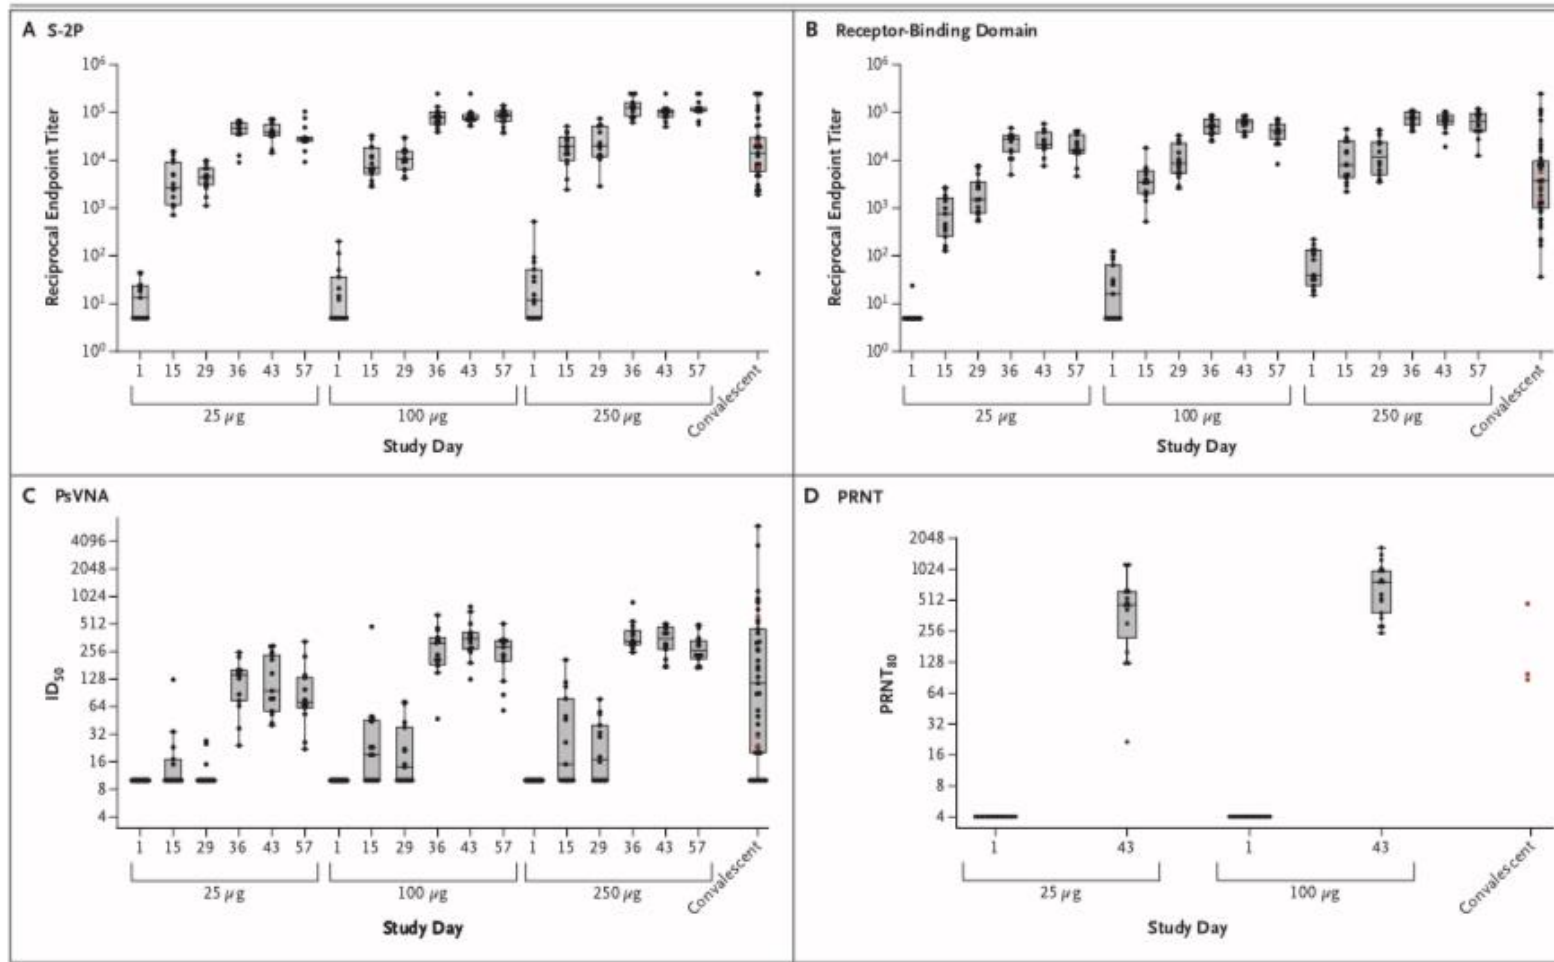 A S-2P
Reciprocal Endpoint Titer
10⁶
10⁵
10⁴
10³
10²
10¹
10⁰
1 15 29 36 43 57 1 15 29 36 43 57 1 15 29 36 43 57 Convalescent
25 µg 100 µg 250 µg
Study Day
B Receptor-Binding Domain
Reciprocal Endpoint Titer
10⁶
10⁵
10⁴
10³
10²
10¹
10⁰
1 15 29 36 43 57 1 15 29 36 43 57 1 15 29 36 43 57 Convalescent
25 µg 100 µg 250 µg
Study Day
C PsVNA
ID₅₀
4096
2048
1024
512
256
128
64
32
16
8
4
1 15 29 36 43 57 1 15 29 36 43 57 1 15 29 36 43 57 Convalescent
25 µg 100 µg 250 µg
Study Day
D PRNT
PRNT₈₀
2048
1024
512
256
128
64
32
16
8
4
1 43 1 43 Convalescent
25 µg 100 µg
Study Day